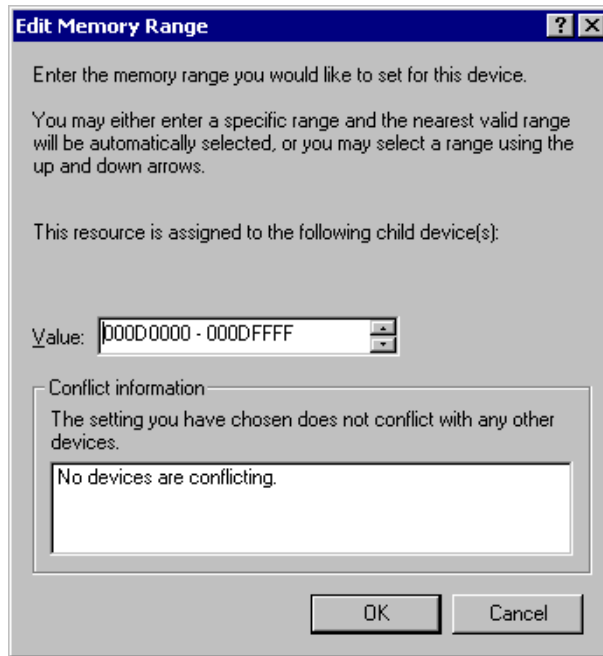 Edit Memory Range
Enter the memory range you would like to set for this device.
You may either enter a specific range and the nearest valid range
will be automatically selected, or you may select a range using the
up and down arrows.
This resource is assigned to the following child device(s):
Value: 000D0000 - 000DFFFF
Conflict information
The setting you have chosen does not conflict with any other
devices.
No devices are conflicting.
OK Cancel